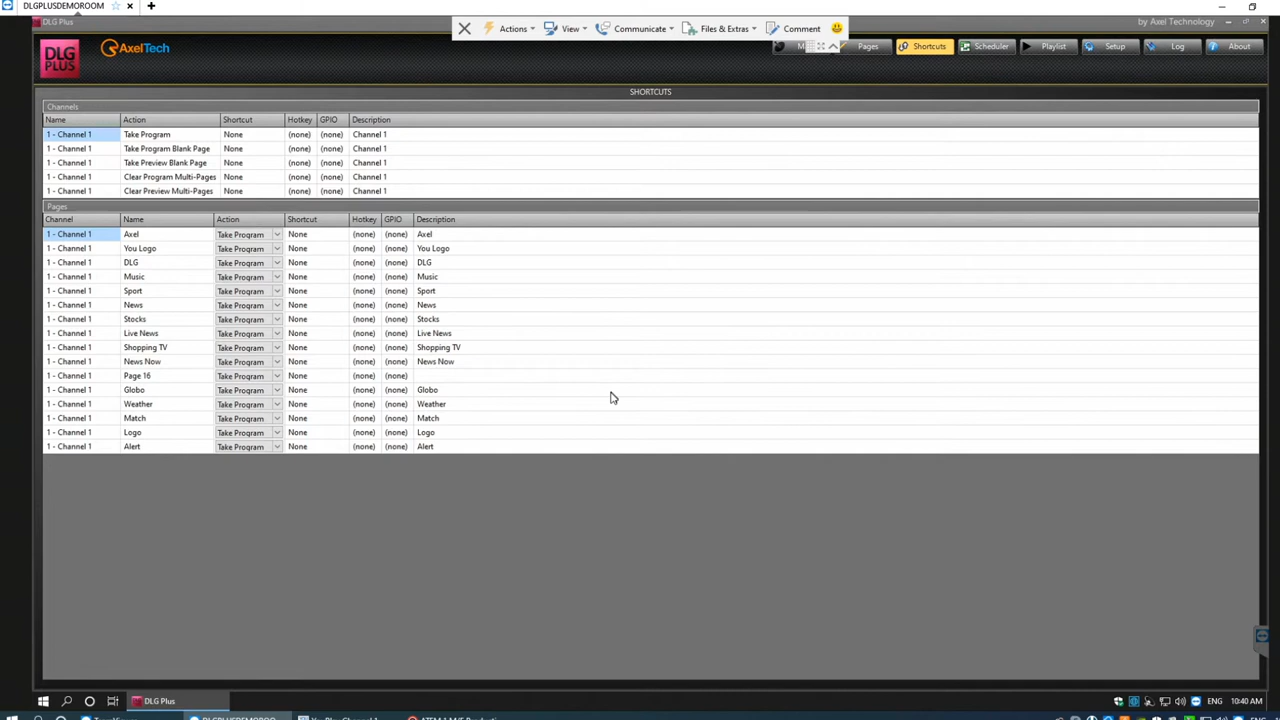 DLGPLUSDEMOROOM
DLG Plus
Actions View Communicate Files & Extras Comment
by Axel Technology
DLG PLUS
AxelTech
Pages Shortcuts Scheduler Playlist Setup Log About
SHORTCUTS
Channels
Name Action Shortcut Hotkey GPIO Description
1 - Channel 1 Take Program None (none) (none) Channel 1
1 - Channel 1 Take Program Blank Page None (none) (none) Channel 1
1 - Channel 1 Take Preview Blank Page None (none) (none) Channel 1
1 - Channel 1 Clear Program Multi-Pages None (none) (none) Channel 1
1 - Channel 1 Clear Preview Multi-Pages None (none) (none) Channel 1
Pages
Channel Name Action Shortcut Hotkey GPIO Description
1 - Channel 1 Axel Take Program None (none) (none) Axel
1 - Channel 1 You Logo Take Program None (none) (none) You Logo
1 - Channel 1 DLG Take Program None (none) (none) DLG
1 - Channel 1 Music Take Program None (none) (none) Music
1 - Channel 1 Sport Take Program None (none) (none) Sport
1 - Channel 1 News Take Program None (none) (none) News
1 - Channel 1 Stocks Take Program None (none) (none) Stocks
1 - Channel 1 Live News Take Program None (none) (none) Live News
1 - Channel 1 Shopping TV Take Program None (none) (none) Shopping TV
1 - Channel 1 News Now Take Program None (none) (none) News Now
1 - Channel 1 Page 16 Take Program None (none) (none)
1 - Channel 1 Globo Take Program None (none) (none) Globo
1 - Channel 1 Weather Take Program None (none) (none) Weather
1 - Channel 1 Match Take Program None (none) (none) Match
1 - Channel 1 Logo Take Program None (none) (none) Logo
1 - Channel 1 Alert Take Program None (none) (none) Alert
DLG Plus
ENG 10:40 AM